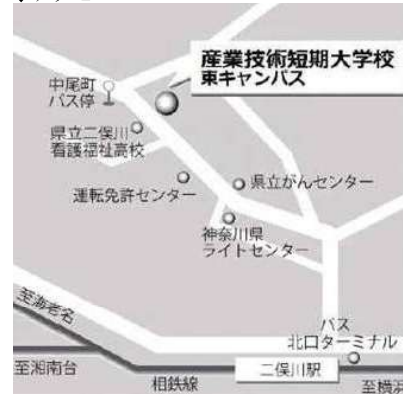 産業技術短期大学校
東キャンパス
中尾町
バス停
県立二俣川
看護福祉高校
運転免許センター
県立がんセンター
神奈川県
ライトセンター
至海老名
バス
北口ターミナル
至湘南台
相鉄線
二俣川駅
至横浜